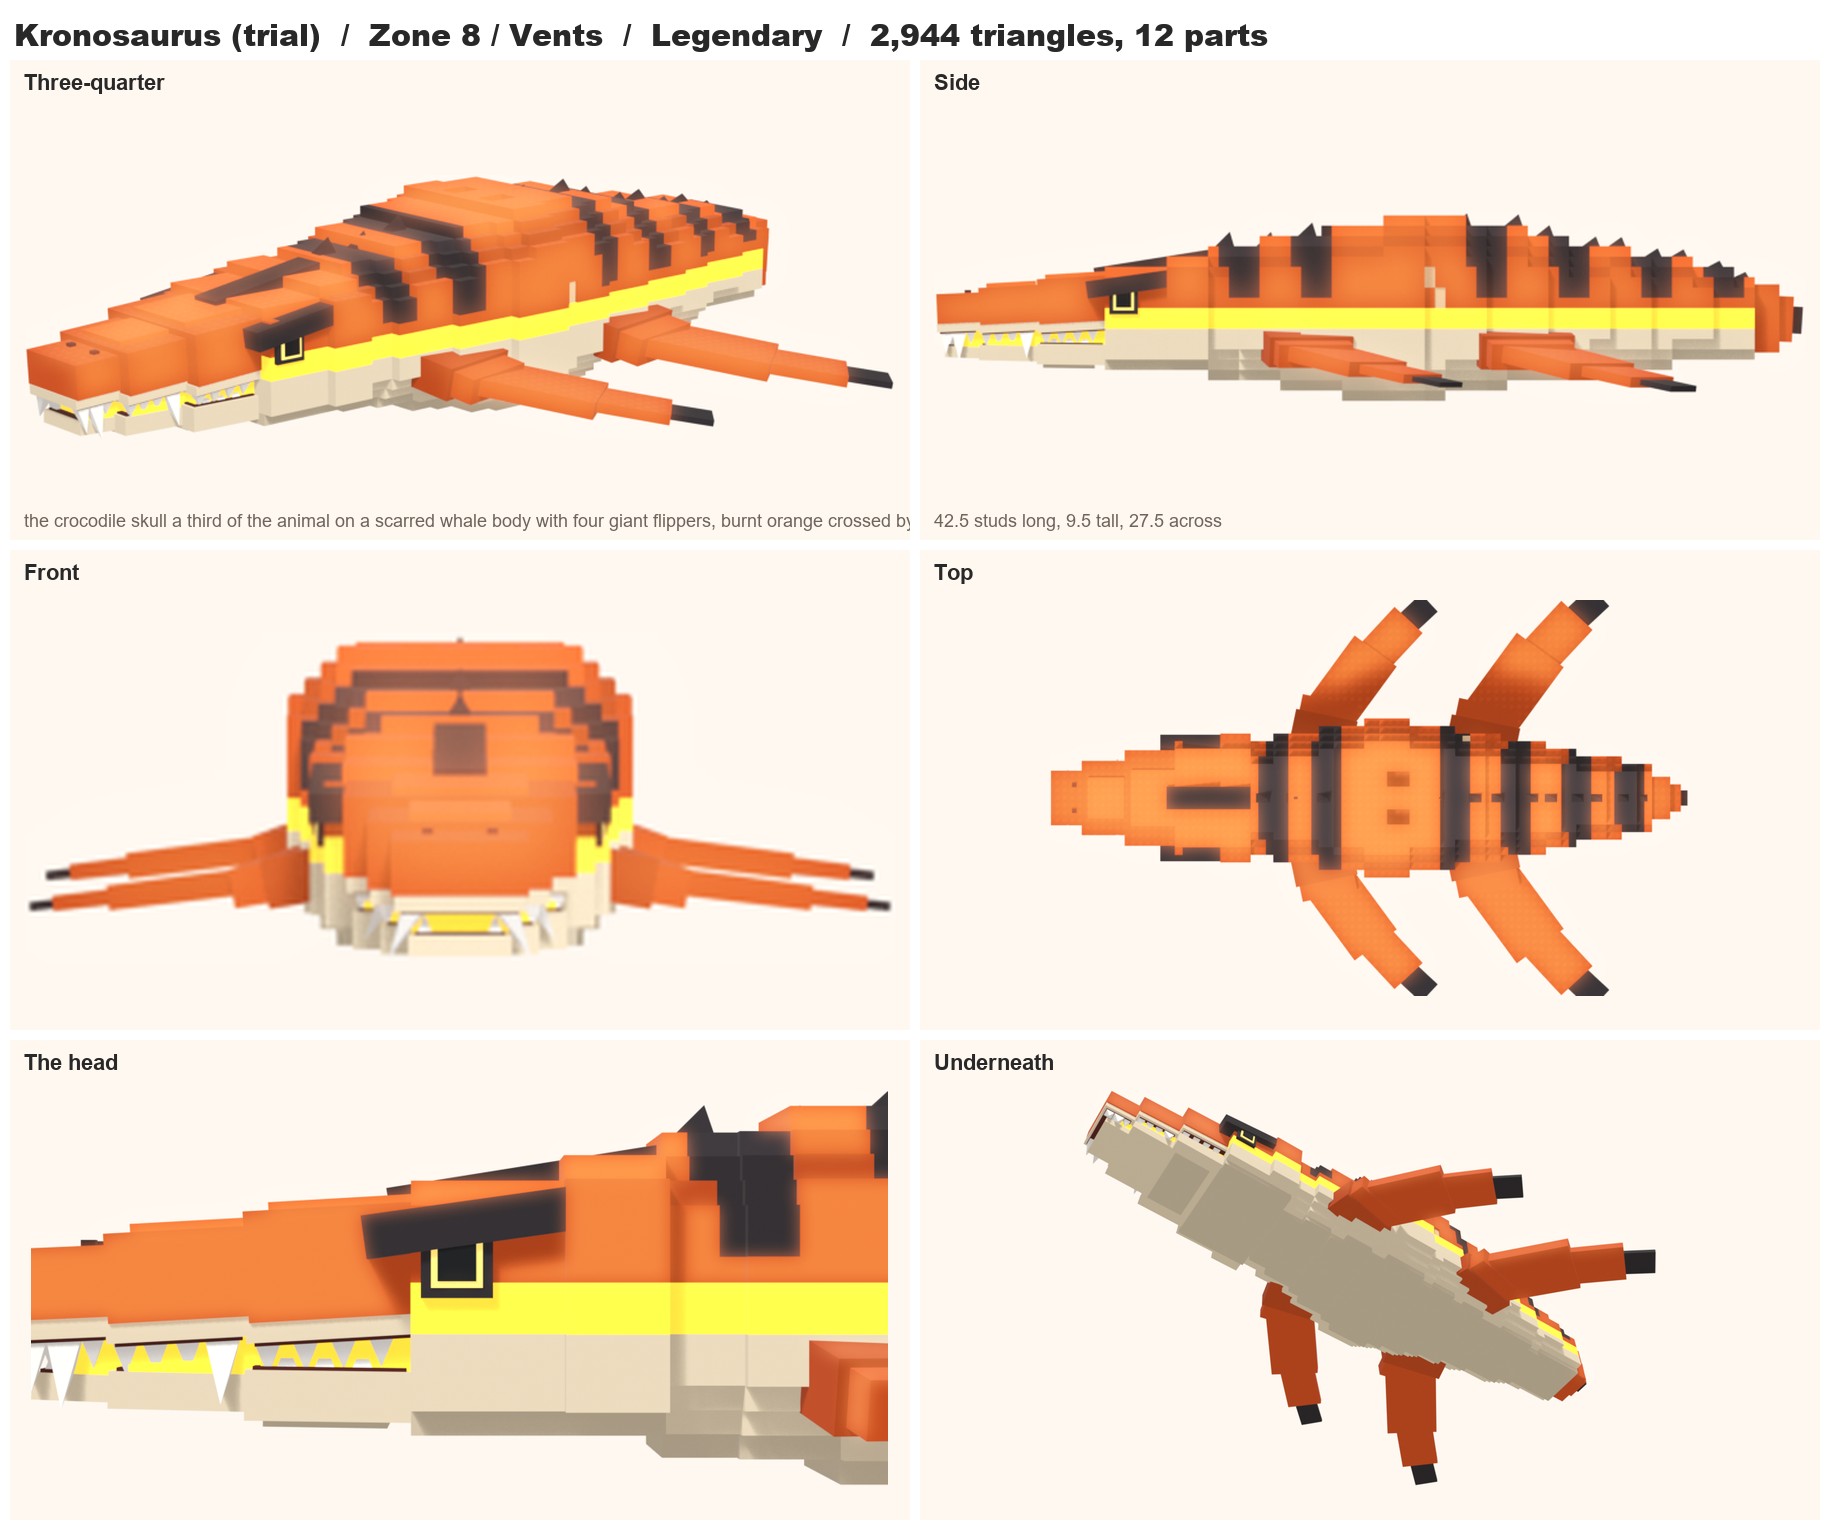 Kronosaurus (trial) / Zone 8 / Vents / Legendary / 2,944 triangles, 12 parts
Three-quarter
Side
the crocodile skull a third of the animal on a scarred whale body with four giant flippers, burnt orange crossed by
42.5 studs long, 9.5 tall, 27.5 across
Front
Top
The head
Underneath